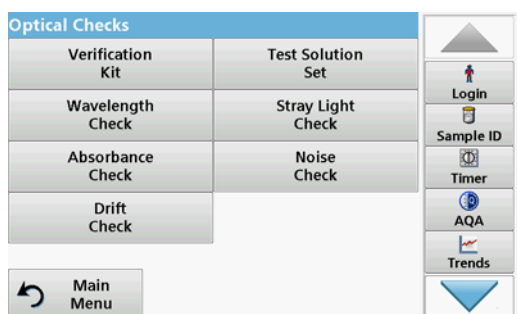 Optical Checks
Verification
Kit
Test Solution
Set
Wavelength
Check
Stray Light
Check
Absorbance
Check
Noise
Check
Drift
Check
Main
Menu
Login
Sample ID
Timer
AQA
Trends